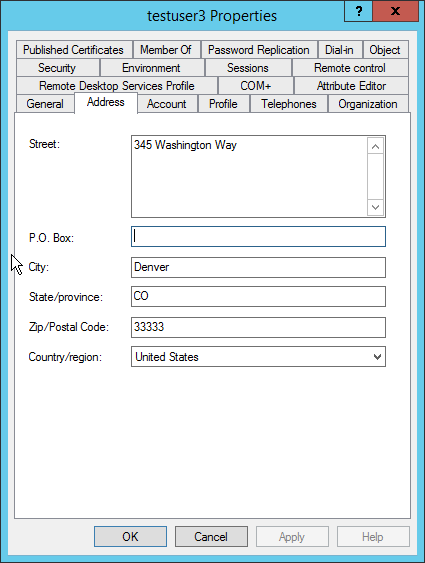 testuser3 Properties
? x
Published Certificates Member Of Password Replication Dial-in Object
Security Environment Sessions Remote control
Remote Desktop Services Profile COM+ Attribute Editor
General Address Account Profile Telephones Organization
Street: 345 Washington Way
P.O. Box:
City: Denver
State/province: CO
Zip/Postal Code: 33333
Country/region: United States
OK Cancel Apply Help